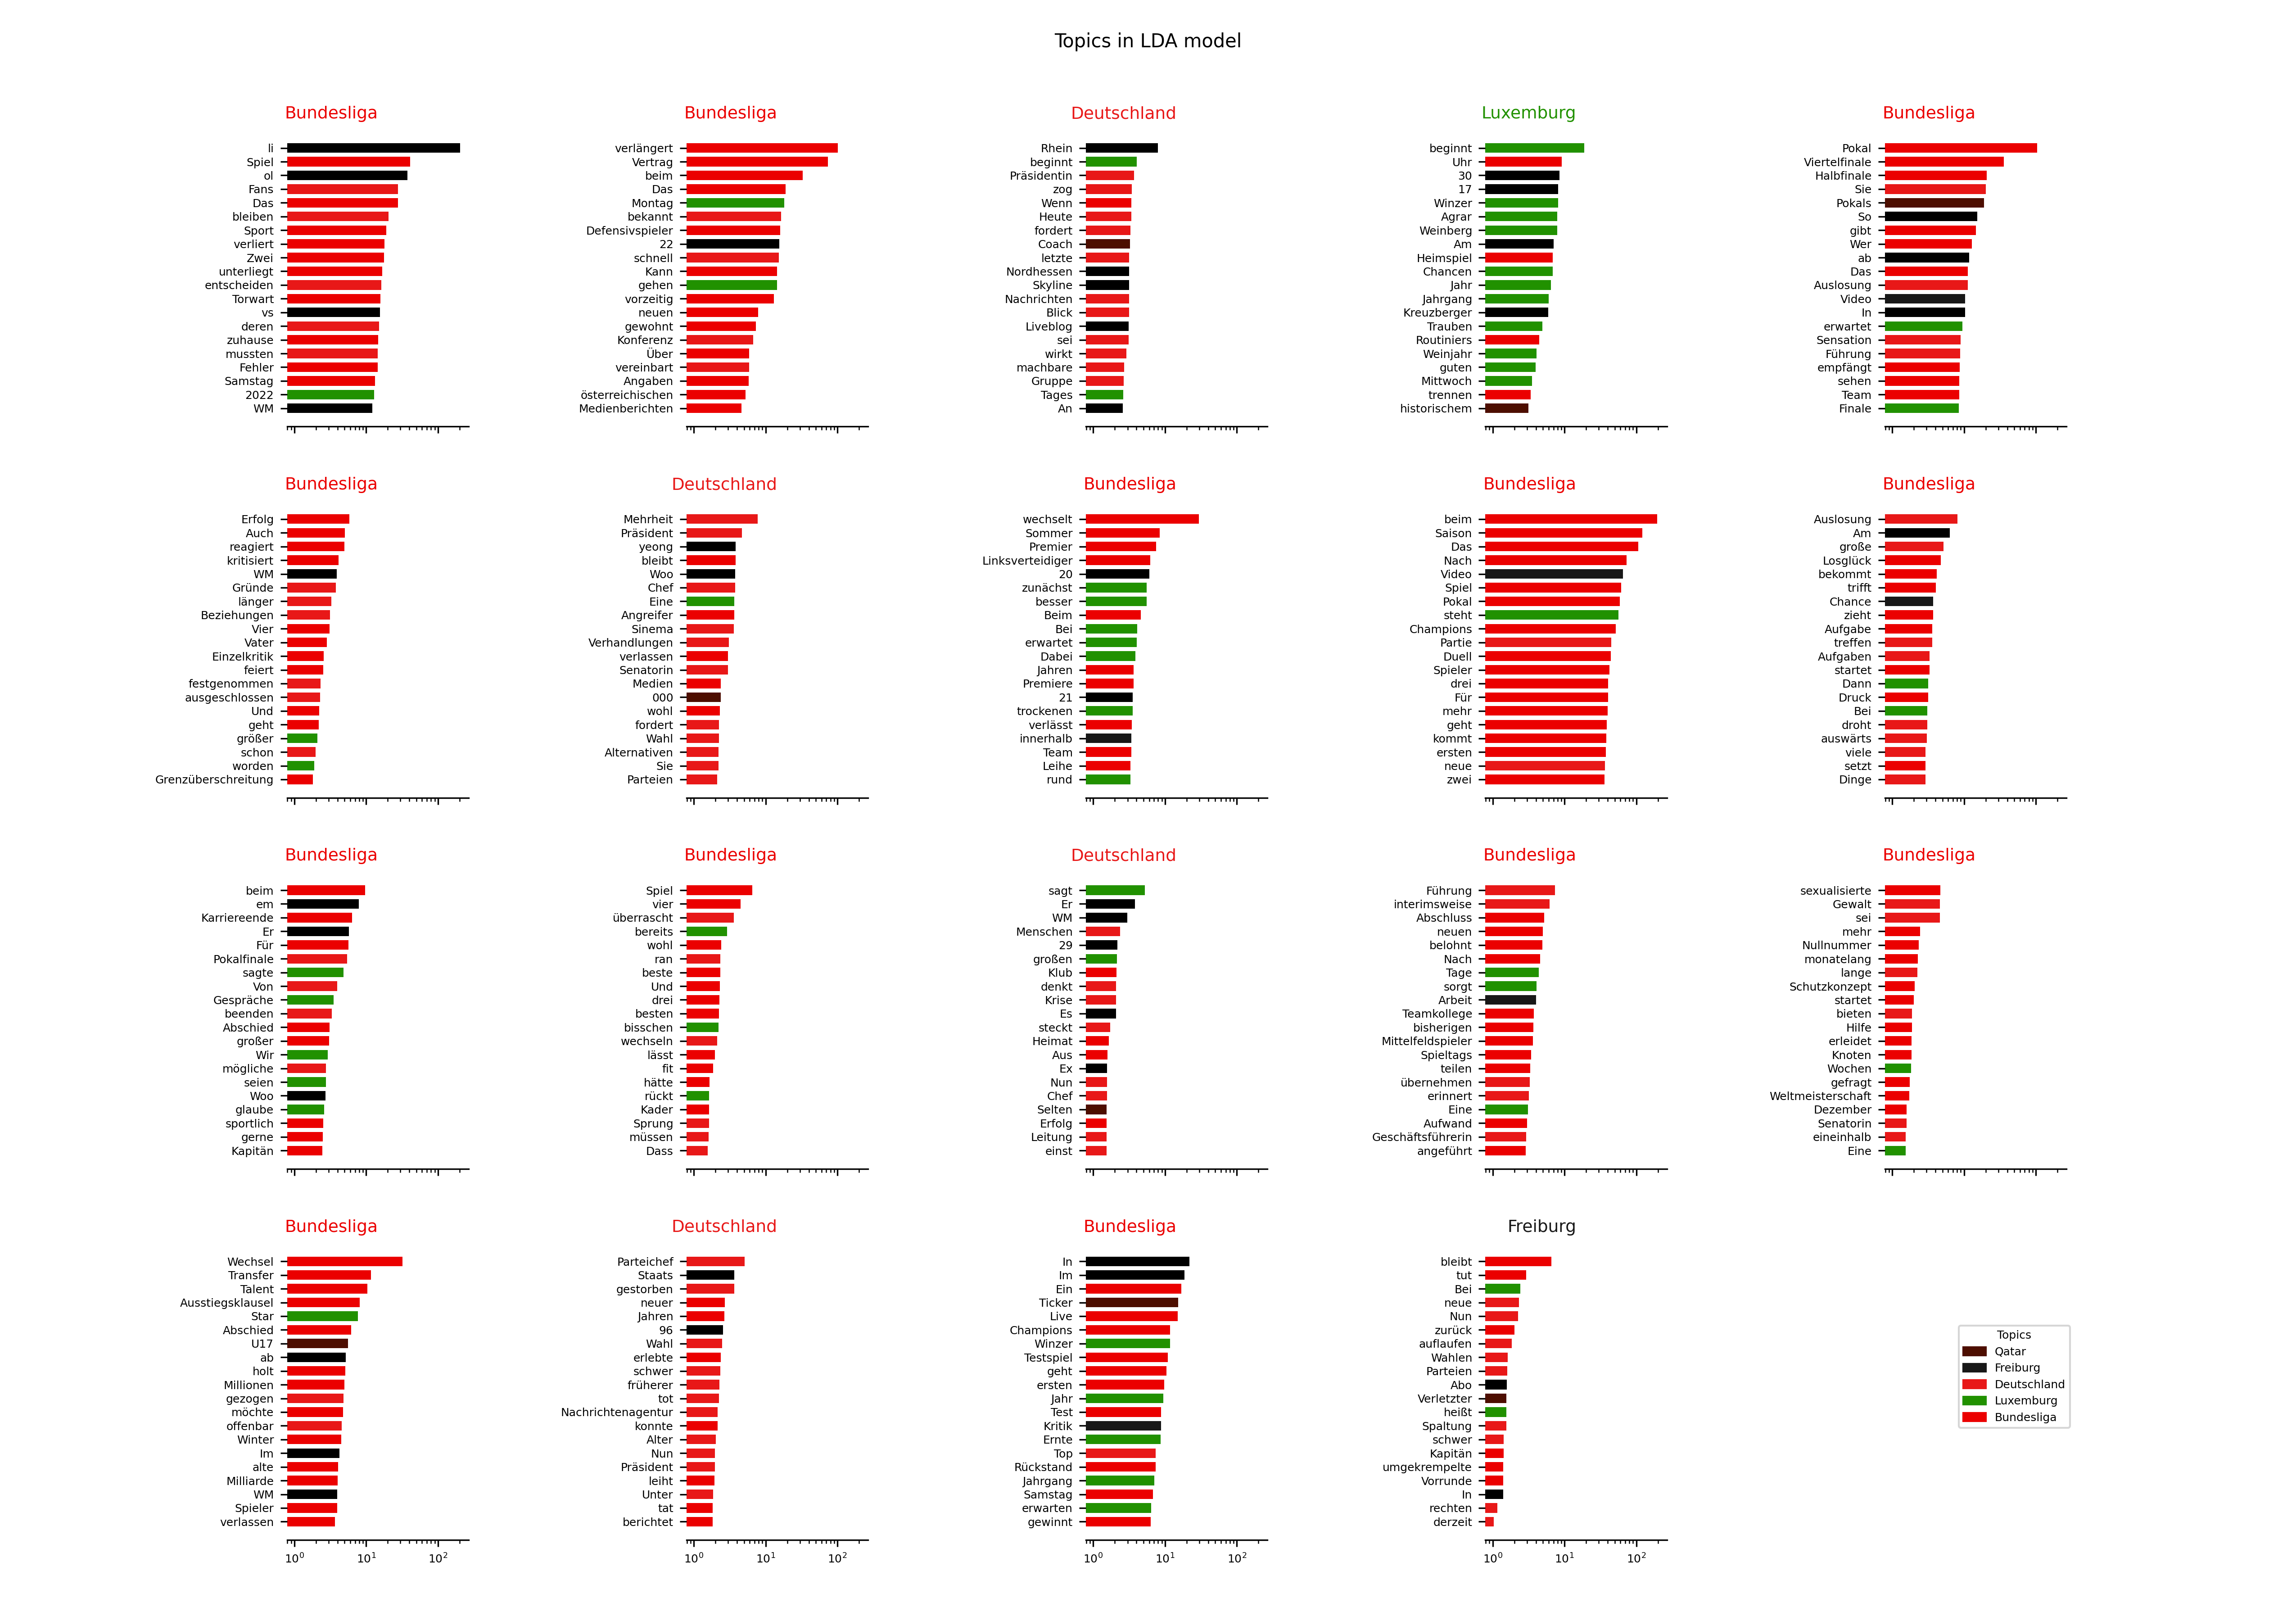 Topics in LDA model
Bundesliga
li
Spiel
ol
Fans
Das
bleiben
Sport
verliert
Zwei
unterliegt
entscheiden
Torwart
vs
deren
zuhause
mussten
Fehler
Samstag
2022
WM
Bundesliga
verlängert
Vertrag
beim
Das
Montag
bekannt
Defensivspieler
22
schnell
Kann
gehen
vorzeitig
neuen
gewohnt
Konferenz
Über
vereinbart
Angaben
österreichischen
Medienberichten
Deutschland
Rhein
beginnt
Präsidentin
zog
Wenn
Heute
fordert
Coach
letzte
Nordhessen
Skyline
Nachrichten
Blick
Liveblog
sei
wirkt
machbare
Gruppe
Tages
An
Luxemburg
beginnt
Uhr
30
17
Winzer
Agrar
Weinberg
Am
Heimspiel
Chancen
Jahr
Jahrgang
Kreuzberger
Trauben
Routiniers
Weinjahr
guten
Mittwoch
trennen
historischem
Bundesliga
Pokal
Viertelfinale
Halbfinale
Sie
Pokals
So
gibt
Wer
ab
Das
Auslosung
Video
In
erwartet
Sensation
Führung
empfängt
sehen
Team
Finale
Bundesliga
Erfolg
Auch
reagiert
kritisiert
WM
Gründe
länger
Beziehungen
Vier
Vater
Einzelkritik
feiert
festgenommen
ausgeschlossen
Und
geht
größer
schon
worden
Grenzüberschreitung
Deutschland
Mehrheit
Präsident
yeong
bleibt
Woo
Chef
Eine
Angreifer
Sinema
Verhandlungen
verlassen
Senatorin
Medien
000
wohl
fordert
Wahl
Alternativen
Sie
Parteien
Bundesliga
wechselt
Sommer
Premier
Linksverteidiger
20
zunächst
besser
Beim
Bei
erwartet
Dabei
Jahren
Premiere
21
trockenen
verlässt
innerhalb
Team
Leihe
rund
Bundesliga
beim
Saison
Das
Nach
Video
Spiel
Pokal
steht
Champions
Partie
Duell
Spieler
drei
Für
mehr
geht
kommt
ersten
neue
zwei
Bundesliga
Auslosung
Am
große
Losglück
bekommt
trifft
Chance
zieht
Aufgabe
treffen
Aufgaben
startet
Dann
Druck
Bei
droht
auswärts
viele
setzt
Dinge
Bundesliga
beim
em
Karriereende
Er
Für
Pokalfinale
sagte
Von
Gespräche
beenden
Abschied
großer
Wir
mögliche
seien
Woo
glaube
sportlich
gerne
Kapitän
Bundesliga
Spiel
vier
überrascht
bereits
wohl
ran
beste
Und
drei
besten
bisschen
wechseln
lässt
fit
hätte
rückt
Kader
Sprung
müssen
Dass
Deutschland
sagt
Er
WM
Menschen
29
großen
Klub
denkt
Krise
Es
steckt
Heimat
Aus
Ex
Nun
Chef
Selten
Erfolg
Leitung
einst
Bundesliga
Führung
interimsweise
Abschluss
neuen
belohnt
Nach
Tage
sorgt
Arbeit
Teamkollege
bisherigen
Mittelfeldspieler
Spieltags
teilen
übernehmen
erinnert
Eine
Aufwand
Geschäftsführerin
angeführt
Bundesliga
sexualisierte
Gewalt
sei
mehr
Nullnummer
monatelang
lange
Schutzkonzept
startet
bieten
Hilfe
erleidet
Knoten
Wochen
gefragt
Weltmeisterschaft
Dezember
Senatorin
eineinhalb
Eine
Bundesliga
Wechsel
Transfer
Talent
Ausstiegsklausel
Star
Abschied
U17
ab
holt
Millionen
gezogen
möchte
offenbar
Winter
Im
alte
Milliarde
WM
Spieler
verlassen
10⁰ 10¹ 10²
Deutschland
Parteichef
Staats
gestorben
neuer
Jahren
96
Wahl
erlebte
schwer
früherer
tot
Nachrichtenagentur
konnte
Alter
Nun
Präsident
leiht
Unter
tat
berichtet
10⁰ 10¹ 10²
Bundesliga
In
Im
Ein
Ticker
Live
Champions
Winzer
Testspiel
geht
ersten
Jahr
Test
Kritik
Ernte
Top
Rückstand
Jahrgang
Samstag
erwarten
gewinnt
10⁰ 10¹ 10²
Freiburg
bleibt
tut
Bei
neue
Nun
zurück
auflaufen
Wahlen
Parteien
Abo
Verletzter
heißt
Spaltung
schwer
Kapitän
umgekrempelte
Vorrunde
In
rechten
derzeit
10⁰ 10¹ 10²
Topics
Qatar
Freiburg
Deutschland
Luxemburg
Bundesliga